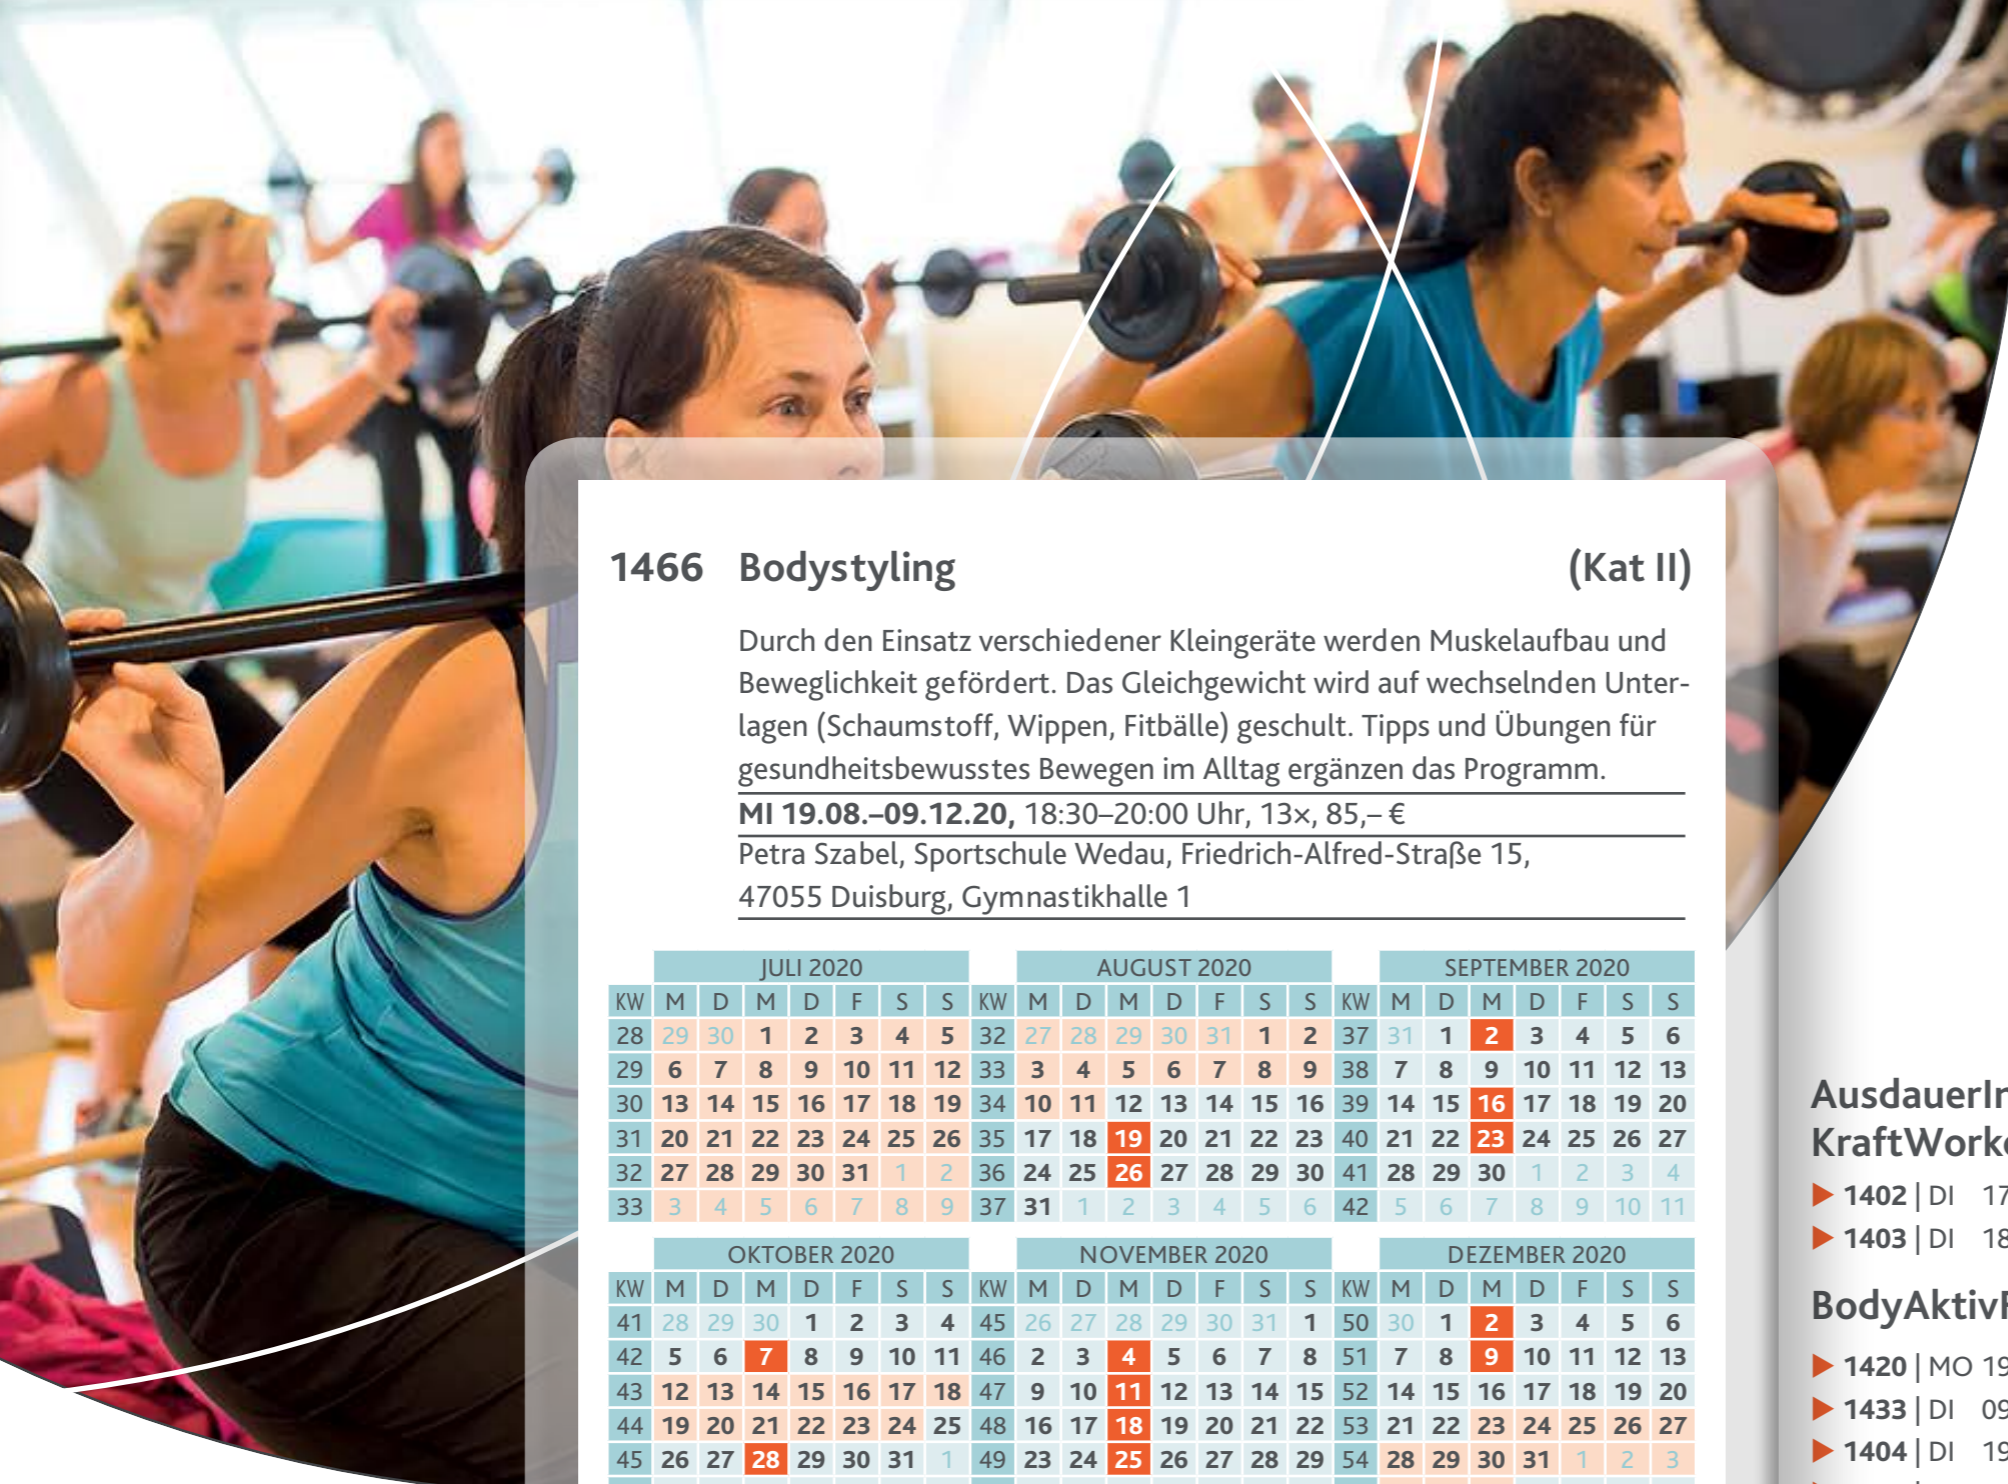 1466 Bodystyling (Kat II)
Durch den Einsatz verschiedener Kleingeräte werden Muskelaufbau und
Beweglichkeit gefördert. Das Gleichgewicht wird auf wechselnden Unter-
lagen (Schaumstoff, Wippen, Fitbälle) geschult. Tipps und Übungen für
gesundheitsbewusstes Bewegen im Alltag ergänzen das Programm.
MI 19.08.–09.12.20, 18:30–20:00 Uhr, 13×, 85,– €
Petra Szabel, Sportschule Wedau, Friedrich-Alfred-Straße 15,
47055 Duisburg, Gymnastikhalle 1
JULI 2020 AUGUST 2020 SEPTEMBER 2020
KW M D M D F S S KW M D M D F S S KW M D M D F S S
28 29 30 1 2 3 4 5 32 27 28 29 30 31 1 2 37 31 1 2 3 4 5 6
29 6 7 8 9 10 11 12 33 3 4 5 6 7 8 9 38 7 8 9 10 11 12 13
30 13 14 15 16 17 18 19 34 10 11 12 13 14 15 16 39 14 15 16 17 18 19 20
31 20 21 22 23 24 25 26 35 17 18 19 20 21 22 23 40 21 22 23 24 25 26 27
32 27 28 29 30 31 1 2 36 24 25 26 27 28 29 30 41 28 29 30 1 2 3 4
33 3 4 5 6 7 8 9 37 31 1 2 3 4 5 6 42 5 6 7 8 9 10 11
OKTOBER 2020 NOVEMBER 2020 DEZEMBER 2020
KW M D M D F S S KW M D M D F S S KW M D M D F S S
41 28 29 30 1 2 3 4 45 26 27 28 29 30 31 1 50 30 1 2 3 4 5 6
42 5 6 7 8 9 10 11 46 2 3 4 5 6 7 8 51 7 8 9 10 11 12 13
43 12 13 14 15 16 17 18 47 9 10 11 12 13 14 15 52 14 15 16 17 18 19 20
44 19 20 21 22 23 24 25 48 16 17 18 19 20 21 22 53 21 22 23 24 25 26 27
45 26 27 28 29 30 31 1 49 23 24 25 26 27 28 29 54 28 29 30 31 1 2 3
▶ 1402 | DI 17
▶ 1403 | DI 18
▶ 1420 | MO 19
▶ 1433 | DI 09
▶ 1404 | DI 19